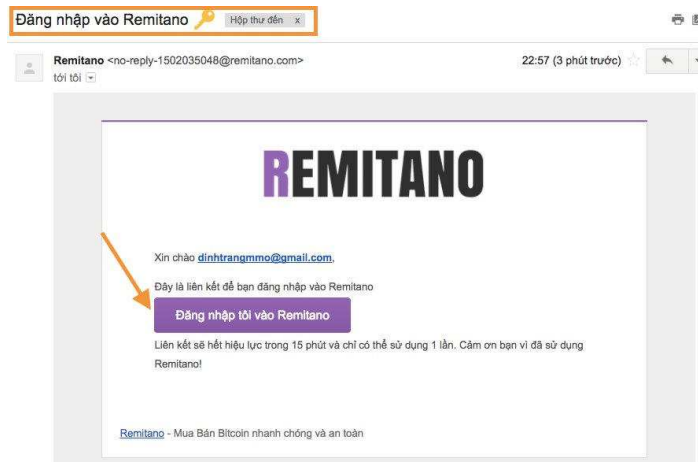 Đăng nhập vào Remitano 🔑 Hộp thư đến x
Remitano <no-reply-1502035048@remitano.com> 22:57 (3 phút trước)
tới tôi
REMITANO
Xin chào dinhtrangmmo@gmail.com,
Đây là liên kết để bạn đăng nhập vào Remitano
Đăng nhập tôi vào Remitano
Liên kết sẽ hết hiệu lực trong 15 phút và chỉ có thể sử dụng 1 lần. Cảm ơn bạn vì đã sử dụng
Remitano!
Remitano - Mua Bán Bitcoin nhanh chóng và an toàn